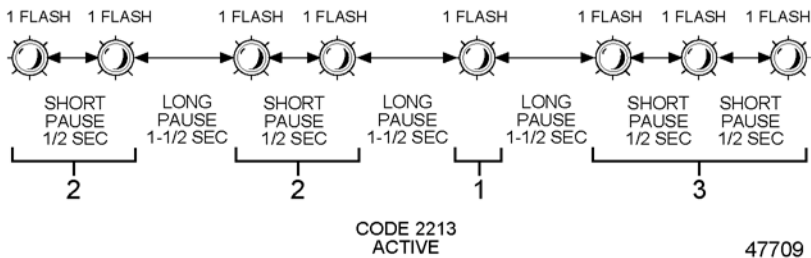 1 FLASH 1 FLASH 1 FLASH 1 FLASH 1 FLASH 1 FLASH 1 FLASH 1 FLASH
SHORT PAUSE 1/2 SEC
LONG PAUSE 1-1/2 SEC
SHORT PAUSE 1/2 SEC
LONG PAUSE 1-1/2 SEC
LONG PAUSE 1-1/2 SEC
SHORT PAUSE 1/2 SEC
SHORT PAUSE 1/2 SEC
2 2 1 3
CODE 2213
ACTIVE
47709